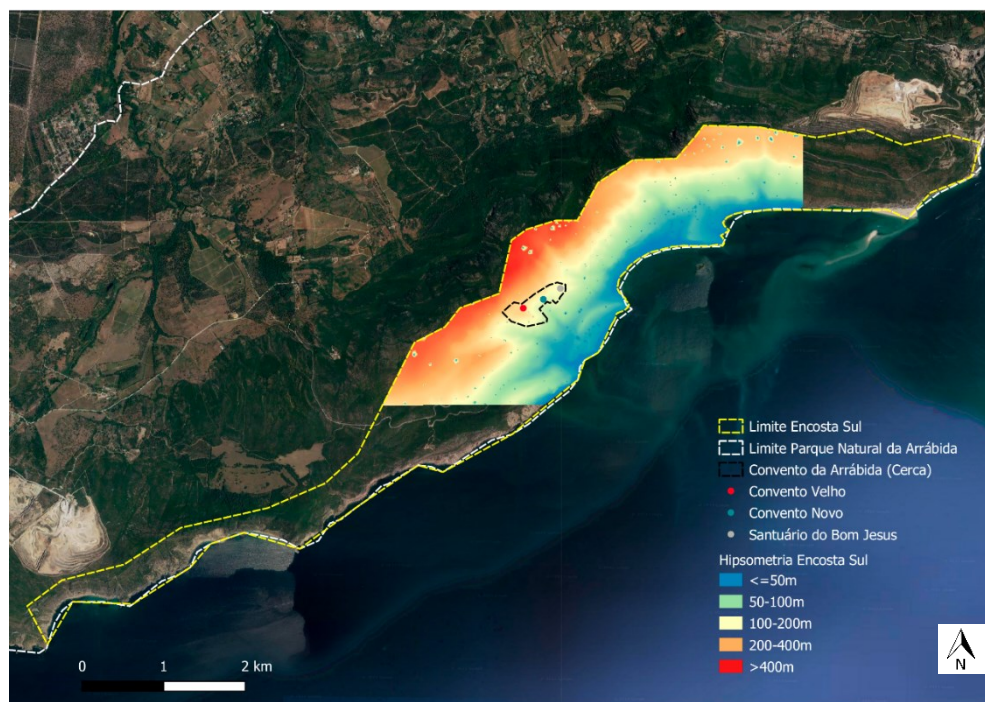 Limite Encosta Sul
Limite Parque Natural da Arrábida
Convento da Arrábida (Cerca)
Convento Velho
Convento Novo
Santuário do Bom Jesus
Hipsometria Encosta Sul
<=50m
50-100m
100-200m
200-400m
>400m
0 1 2 km
N